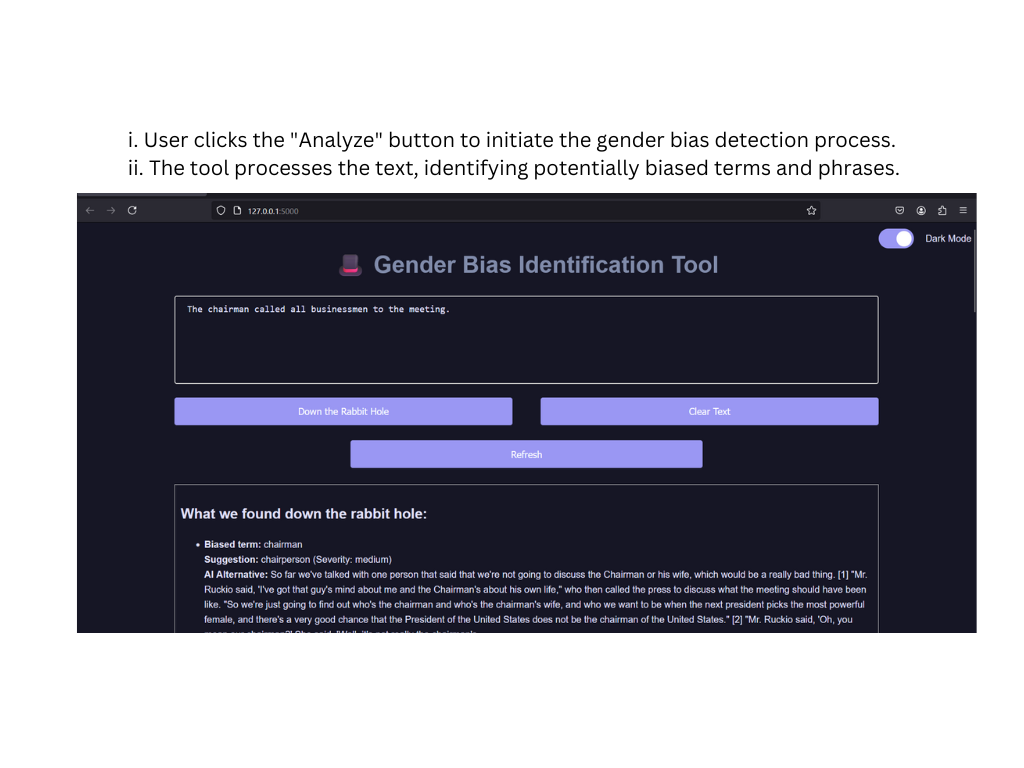 i. User clicks the "Analyze" button to initiate the gender bias detection process.
ii. The tool processes the text, identifying potentially biased terms and phrases.
127.0.0.1:5000
Dark Mode
Gender Bias Identification Tool
The chairman called all businessmen to the meeting.
Down the Rabbit Hole
Clear Text
Refresh
What we found down the rabbit hole:
• Biased term: chairman
Suggestion: chairperson (Severity: medium)
AI Alternative: So far we've talked with one person that said that we're not going to discuss the Chairman or his wife, which would be a really bad thing. [1] "Mr.
Ruckio said, 'I've got that guy's mind about me and the Chairman's about his own life," who then called the press to discuss what the meeting should have been
like. "So we're just going to find out who's the chairman and who's the chairman's wife, and who we want to be when the next president picks the most powerful
female, and there's a very good chance that the President of the United States does not be the chairman of the United States." [2] "Mr. Ruckio said, 'Oh, you